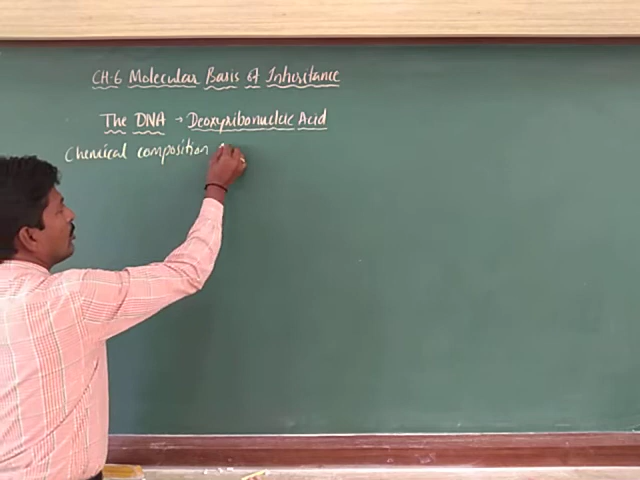 CH-6 Molecular Basis of Inheritance
The DNA → Deoxyribonucleic Acid
Chemical composition